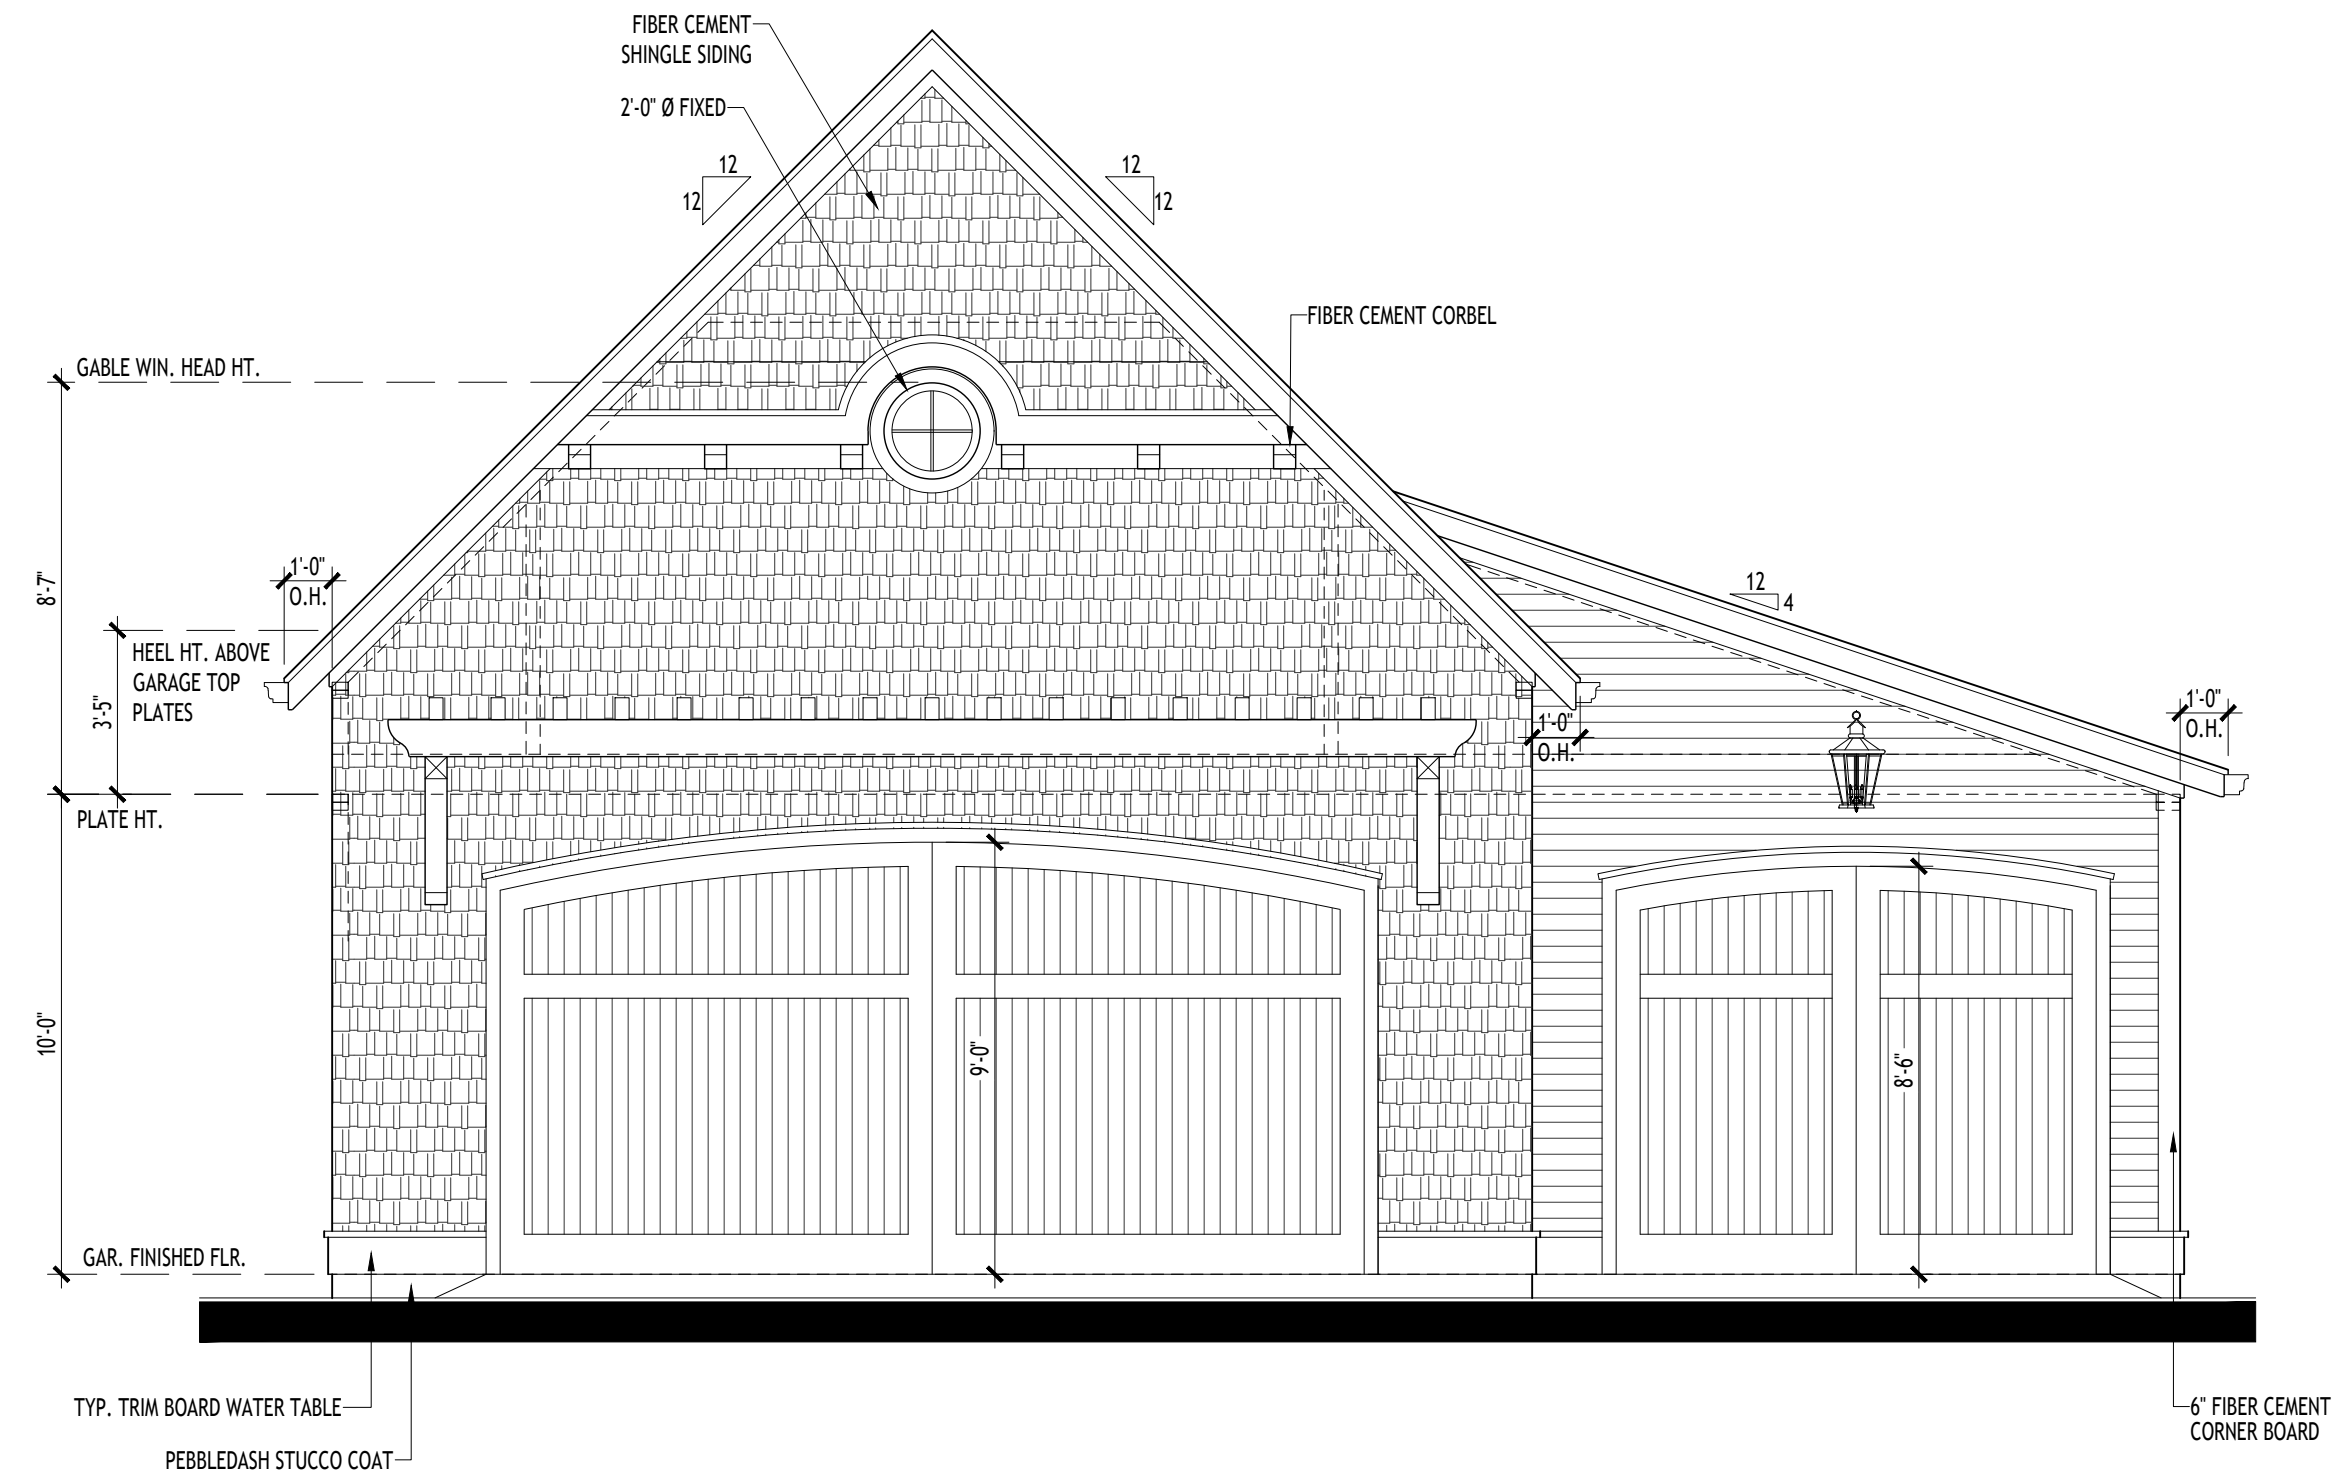 FIBER CEMENT
SHINGLE SIDING
2'-0" Ø FIXED
12
12
12
12
FIBER CEMENT CORBEL
GABLE WIN. HEAD HT.
8'-7"
1'-0"
O.H.
12
4
HEEL HT. ABOVE
GARAGE TOP
PLATES
3'-5"
1'-0"
O.H.
1'-0"
O.H.
PLATE HT.
10'-0"
9'-0"
8'-6"
GAR. FINISHED FLR.
TYP. TRIM BOARD WATER TABLE
PEBBLEDASH STUCCO COAT
6" FIBER CEMENT
CORNER BOARD